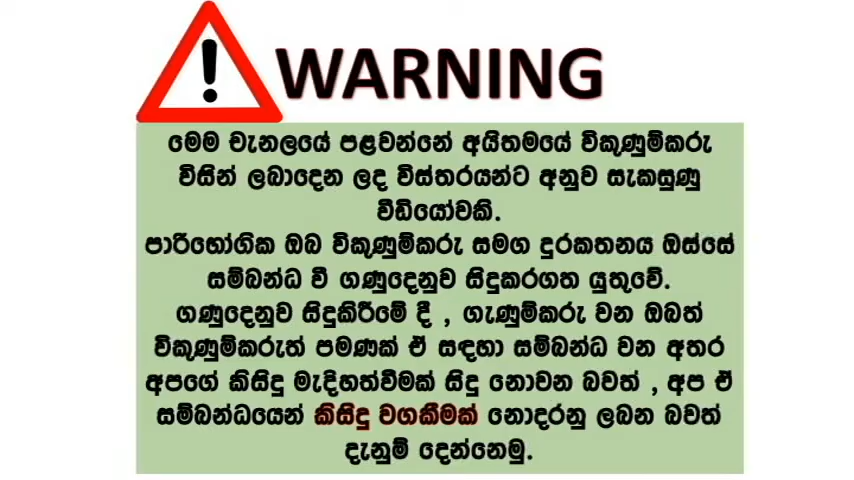 WARNING
මෙම චැනලයේ පළවන්නේ අයිතමයේ විකුණුම්කරු
විසින් ලබාදෙන ලද විස්තරයන්ට අනුව සැකසුණු
වීඩියෝවකි.
පාරිභෝගික ඔබ විකුණුම්කරු සමග දුරකතනය ඔස්සේ
සම්බන්ධ වී ගණුදෙනුව සිදුකරගත යුතුවේ.
ගණුදෙනුව සිදුකිරීමේ දී , ගැණුම්කරු වන ඔබත්
විකුණුම්කරුත් පමණක් ඒ සඳහා සම්බන්ධ වන අතර
අපගේ කිසිදු මැදිහත්වීමක් සිදු නොවන බවත් , අප ඒ
සම්බන්ධයෙන් කිසිදු වගකීමක් නොදරනු ලබන බවත්
දැනුම් දෙන්නෙමු.